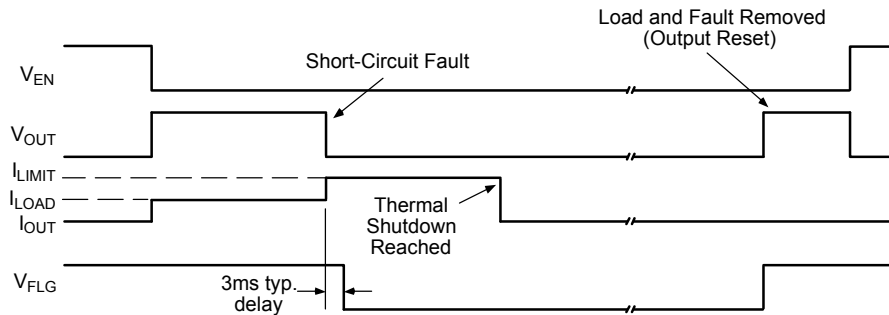 Load and Fault Removed
(Output Reset)
Short-Circuit Fault
VEN
VOUT
ILIMIT
ILOAD
IOUT
Thermal
Shutdown
Reached
VFLG
3ms typ.
delay